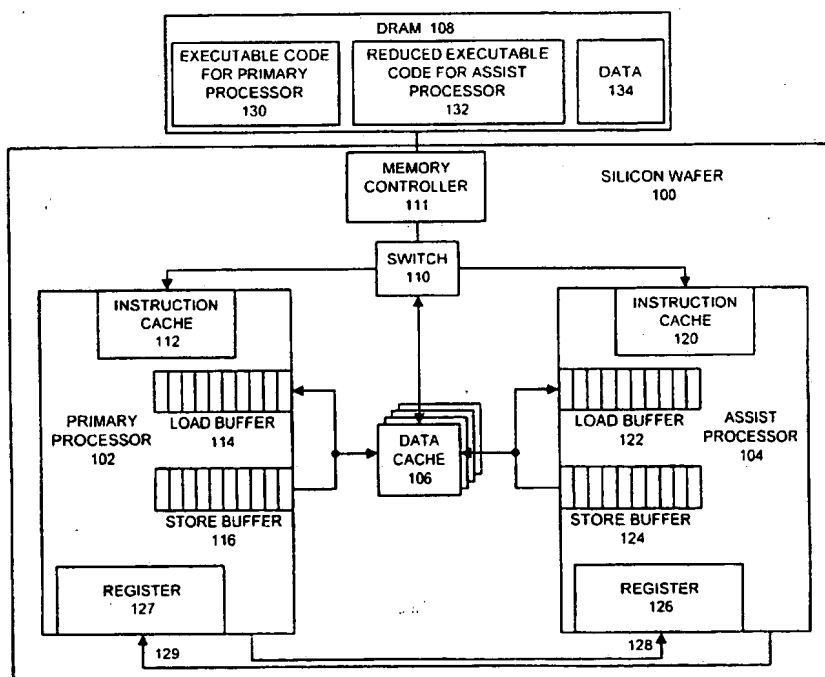 DRAM 108
EXECUTABLE CODE
FOR PRIMARY
PROCESSOR
130
REDUCED EXECUTABLE
CODE FOR ASSIST
PROCESSOR
132
DATA
134
MEMORY
CONTROLLER
111
SILICON WAFER
100
SWITCH
110
INSTRUCTION
CACHE
112
INSTRUCTION
CACHE
120
PRIMARY
PROCESSOR
102
LOAD BUFFER
114
STORE BUFFER
116
DATA
CACHE
106
LOAD BUFFER
122
ASSIST
PROCESSOR
104
STORE BUFFER
124
REGISTER
127
REGISTER
126
129
128